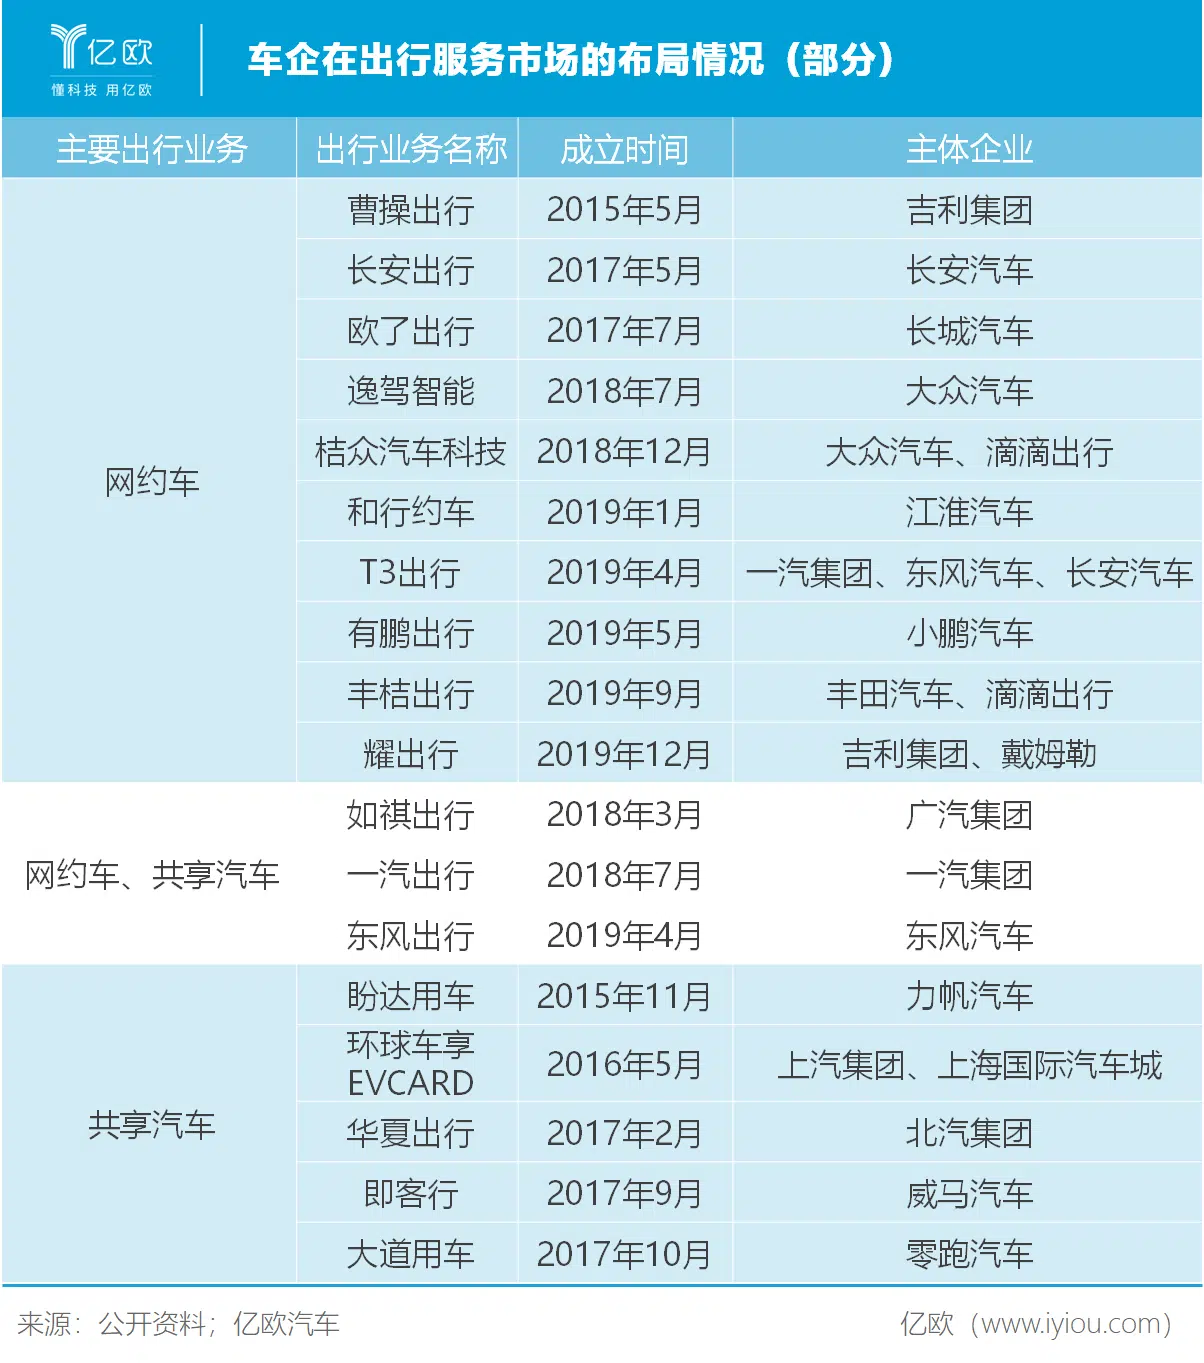 亿欧
懂科技 用亿欧
车企在出行服务市场的布局情况（部分）
主要出行业务 出行业务名称 成立时间 主体企业
网约车
曹操出行 2015年5月 吉利集团
长安出行 2017年5月 长安汽车
欧了出行 2017年7月 长城汽车
逸驾智能 2018年7月 大众汽车
桔众汽车科技 2018年12月 大众汽车、滴滴出行
和行约车 2019年1月 江淮汽车
T3出行 2019年4月 一汽集团、东风汽车、长安汽车
有鹏出行 2019年5月 小鹏汽车
丰桔出行 2019年9月 丰田汽车、滴滴出行
耀出行 2019年12月 吉利集团、戴姆勒
网约车、共享汽车
如祺出行 2018年3月 广汽集团
一汽出行 2018年7月 一汽集团
东风出行 2019年4月 东风汽车
共享汽车
盼达用车 2015年11月 力帆汽车
环球车享
EVCARD 2016年5月 上汽集团、上海国际汽车城
华夏出行 2017年2月 北汽集团
即客行 2017年9月 威马汽车
大道用车 2017年10月 零跑汽车
来源：公开资料；亿欧汽车 亿欧（www.iyiou.com）